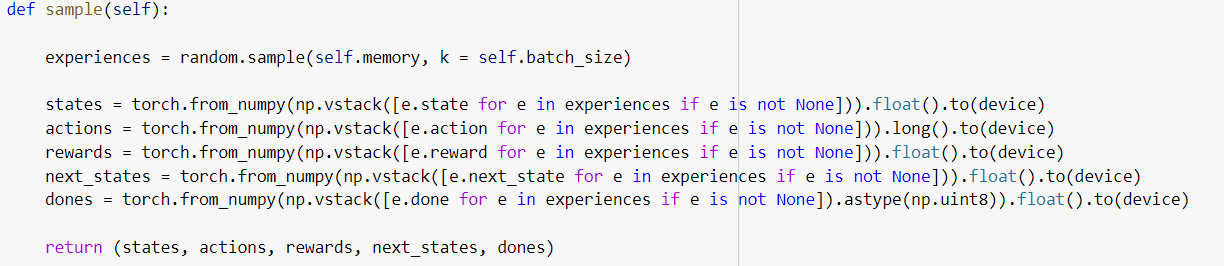 def sample(self):
experiences = random.sample(self.memory, k = self.batch_size)
states = torch.from_numpy(np.vstack([e.state for e in experiences if e is not None])).float().to(device)
actions = torch.from_numpy(np.vstack([e.action for e in experiences if e is not None])).long().to(device)
rewards = torch.from_numpy(np.vstack([e.reward for e in experiences if e is not None])).float().to(device)
next_states = torch.from_numpy(np.vstack([e.next_state for e in experiences if e is not None])).float().to(device)
dones = torch.from_numpy(np.vstack([e.done for e in experiences if e is not None]).astype(np.uint8)).float().to(device)
return (states, actions, rewards, next_states, dones)